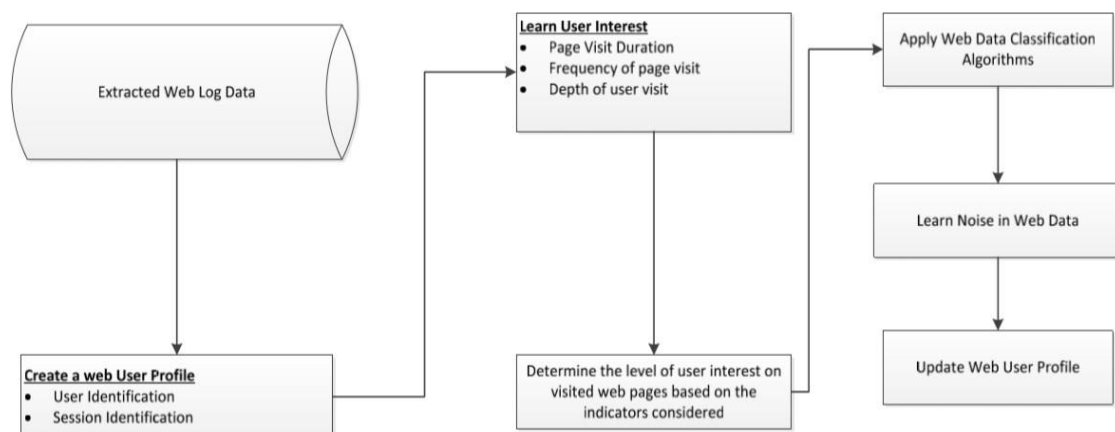 Extracted Web Log Data
Create a web User Profile
• User Identification
• Session Identification
Learn User Interest
• Page Visit Duration
• Frequency of page visit
• Depth of user visit
Determine the level of user interest on
visited web pages based on the
indicators considered
Apply Web Data Classification
Algorithms
Learn Noise in Web Data
Update Web User Profile